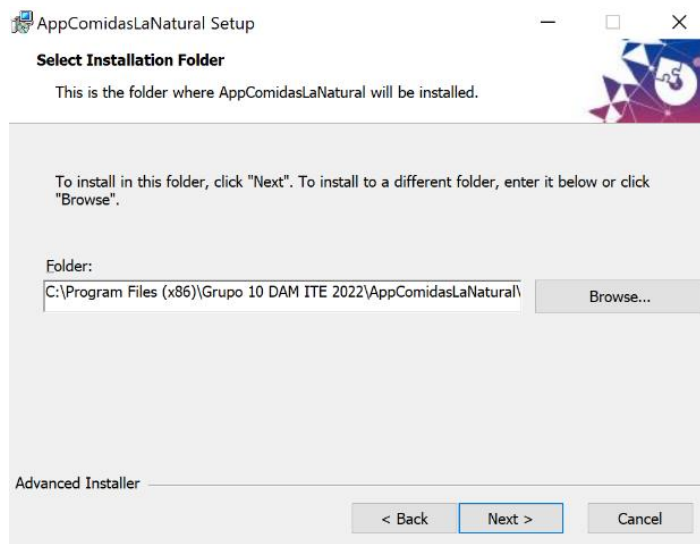 AppComidasLaNatural Setup
Select Installation Folder
This is the folder where AppComidasLaNatural will be installed.
To install in this folder, click "Next". To install to a different folder, enter it below or click
"Browse".
Folder:
C:\Program Files (x86)\Grupo 10 DAM ITE 2022\AppComidasLaNatural\
Browse...
Advanced Installer
< Back
Next >
Cancel